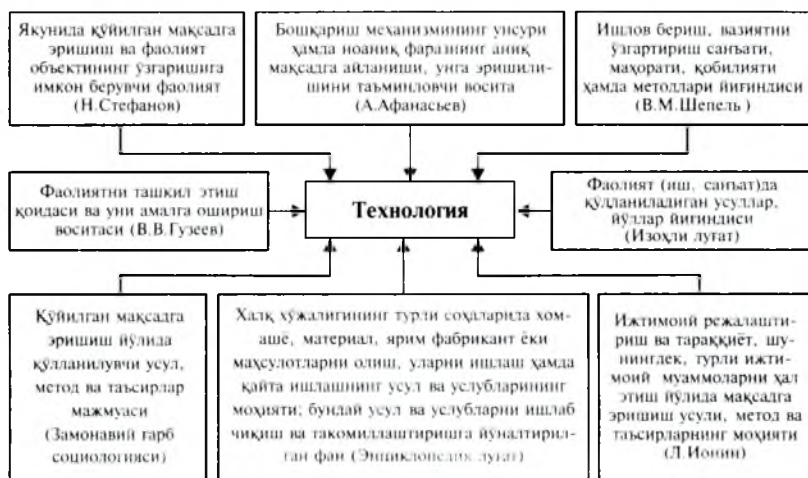 Якунида қўйилган мақсадга
эришиш ва фаолият
объектининг ўзгаришига
имкон берувчи фаолият
(Н.Стефанов)
Бошқариш механизмининг унсури
ҳамда ноаниқ фаразнинг аниқ
мақсадга айланиши, унга эришили-
шини таъминловчи восита
(А.Афанасьев)
Ишлов бериш, вазиятни
ўзгартириш санъати,
маҳорати, қобилияти
ҳамда методлари йиғиндиси
(В.М.Шепель)
Фаолиятни ташкил этиш
қоидаси ва уни амалга ошириш
воситаси (В.В.Гузеев)
Технология
Фаолият (иш, санъат)да
қўлланиладиган усуллар,
йўллар йиғиндиси
(Изоҳли луғат)
Қўйилган мақсадга
эришиш йўлида
қўлланилувчи усул,
метод ва таъсирлар
мажмуаси
(Замонавий ғарб
социологияси)
Халқ хўжалигининг турли соҳаларида хом-
ашё, материал, ярим фабрикант ёки
маҳсулотларни олиш, уларни ишлаш ҳамда
қайта ишлашнинг усул ва услубларининг
моҳияти; бундай усул ва услубларни ишлаб
чиқиш ва такомиллаштиришга йўналтирил-
ган фан (Энциклопедик луғат)
Ижтимоий режалашти-
риш ва тараққиёт, шу-
нингдек, турли ижти-
моий муаммоларни ҳал
этиш йўлида мақсадга
эришиш усули, метод ва
таъсирларнинг моҳияти
(Л.Ионин)